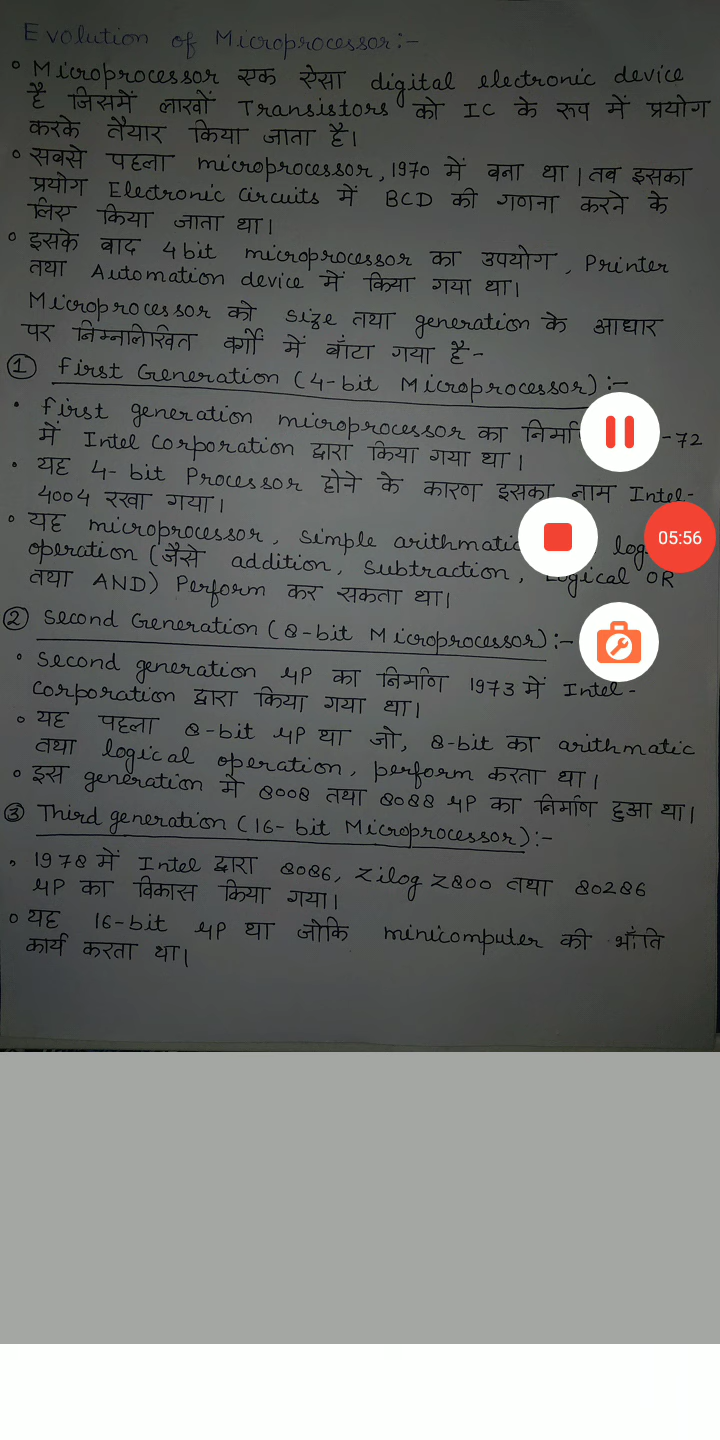 Evolution of Microprocessor:-
◦ Microprocessor एक ऐसा digital electronic device
है जिसमें लाखों Transistors को IC के रूप में प्रयोग
करके तैयार किया जाता है।
◦ सबसे पहला microprocessor, 1970 में बना था। तब इसका
प्रयोग Electronic Circuits में BCD की गणना करने के
लिए किया जाता था।
◦ इसके बाद 4 bit microprocessor का उपयोग, Printer
तथा Automation device में किया गया था।
Microprocessor को size तथा generation के आधार
पर निम्नलिखित वर्गों में बाँटा गया है-
① First Generation (4-bit Microprocessor):-
• First generation microprocessor का -72
में Intel Corporation द्वारा किया गया था।
• यह 4-bit Processor होने के कारण इसका नाम Intel-
4004 रखा गया।
◦ यह microprocessor, simple arithmatic
operation (जैसे addition, Subtraction, Logical OR
तथा AND) Perform कर सकता था।
05:56
② Second Generation (8-bit Microprocessor):-
• Second generation μP का निर्माण 1973 में Intel-
Corporation द्वारा किया गया था।
◦ यह पहला 8-bit μP था जो, 8-bit का arithmatic
तथा logical operation, perform करता था।
◦ इस generation में 8008 तथा 8088 μP का निर्माण हुआ था।
③ Third generation (16-bit Microprocessor):-
◦ 1978 में Intel द्वारा 8086, Zilog Z800 तथा 80286
μP का विकास किया गया।
◦ यह 16-bit μP था जोकि minicomputer की भाँति
कार्य करता था।